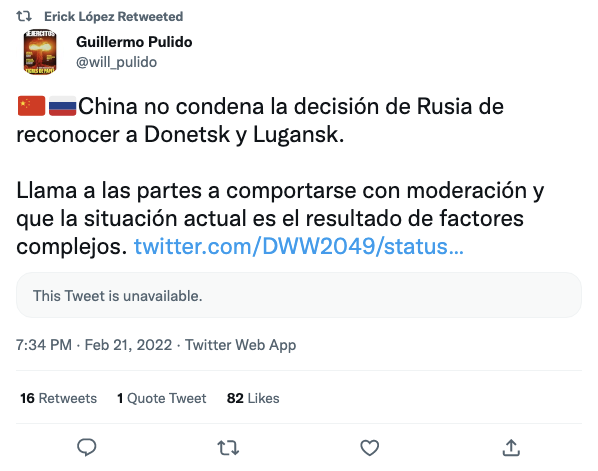 Erick López Retweeted
Guillermo Pulido
@will_pulido
🇨🇳🇷🇺China no condena la decisión de Rusia de
reconocer a Donetsk y Lugansk.
Llama a las partes a comportarse con moderación y
que la situación actual es el resultado de factores
complejos. twitter.com/DWW2049/status...
This Tweet is unavailable.
7:34 PM · Feb 21, 2022 · Twitter Web App
16 Retweets 1 Quote Tweet 82 Likes